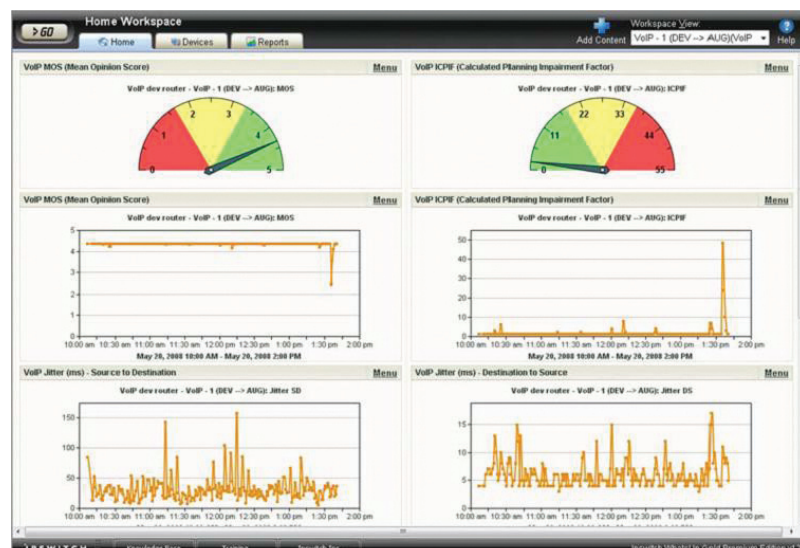 >GO
Home Workspace
Home
Devices
Reports
Add Content
Workspace View:
VoIP - 1 (DEV --> AUG)(VoIP
Help
VoIP MOS (Mean Opinion Score)
Menu
VoIP dev router - VoIP - 1 (DEV --> AUG): MOS
0
1
2
3
4
5
VoIP ICPIF (Calculated Planning Impairment Factor)
Menu
VoIP dev router - VoIP - 1 (DEV --> AUG): ICPIF
0
11
22
33
44
55
VoIP MOS (Mean Opinion Score)
Menu
VoIP dev router - VoIP - 1 (DEV --> AUG): MOS
5
4
3
2
1
0
10:00 am 10:30 am 11:00 am 11:30 am 12:00 pm 12:30 pm 1:00 pm 1:30 pm 2:00 pm
May 20, 2008 10:00 AM - May 20, 2008 2:00 PM
VoIP ICPIF (Calculated Planning Impairment Factor)
Menu
VoIP dev router - VoIP - 1 (DEV --> AUG): ICPIF
50
40
30
20
10
0
10:00 am 10:30 am 11:00 am 11:30 am 12:00 pm 12:30 pm 1:00 pm 1:30 pm 2:00 pm
May 20, 2008 10:00 AM - May 20, 2008 2:00 PM
VoIP Jitter (ms) - Source to Destination
Menu
VoIP dev router - VoIP - 1 (DEV --> AUG): Jitter SD
150
100
50
0
10:00 am 10:30 am 11:00 am 11:30 am 12:00 pm 12:30 pm 1:00 pm 1:30 pm 2:00 pm
VoIP Jitter (ms) - Destination to Source
Menu
VoIP dev router - VoIP - 1 (DEV --> AUG): Jitter DS
15
10
5
0
10:00 am 10:30 am 11:00 am 11:30 am 12:00 pm 12:30 pm 1:00 pm 1:30 pm 2:00 pm